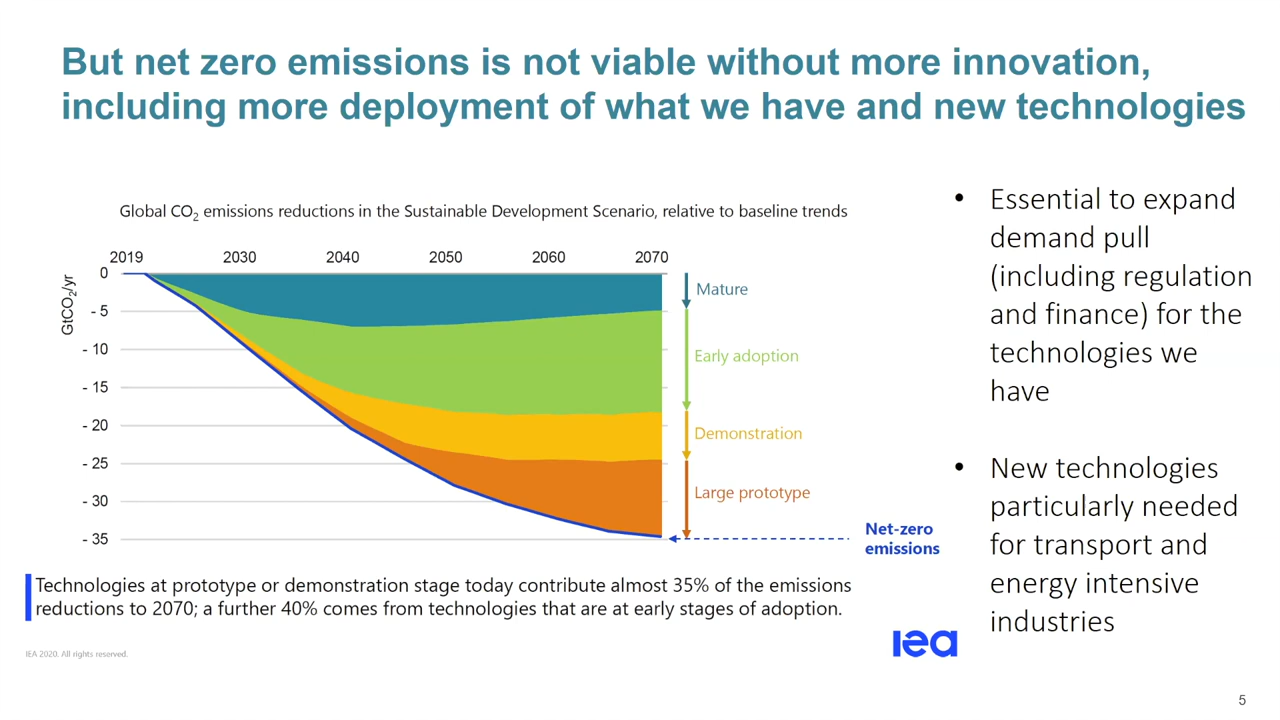 But net zero emissions is not viable without more innovation,
including more deployment of what we have and new technologies
Global CO2 emissions reductions in the Sustainable Development Scenario, relative to baseline trends
2019 2030 2040 2050 2060 2070
GtCO2/yr
0
- 5
- 10
- 15
- 20
- 25
- 30
- 35
Mature
Early adoption
Demonstration
Large prototype
Net-zero
emissions
Technologies at prototype or demonstration stage today contribute almost 35% of the emissions
reductions to 2070; a further 40% comes from technologies that are at early stages of adoption.
IEA 2020. All rights reserved.
iea
• Essential to expand
demand pull
(including regulation
and finance) for the
technologies we
have
• New technologies
particularly needed
for transport and
energy intensive
industries
5